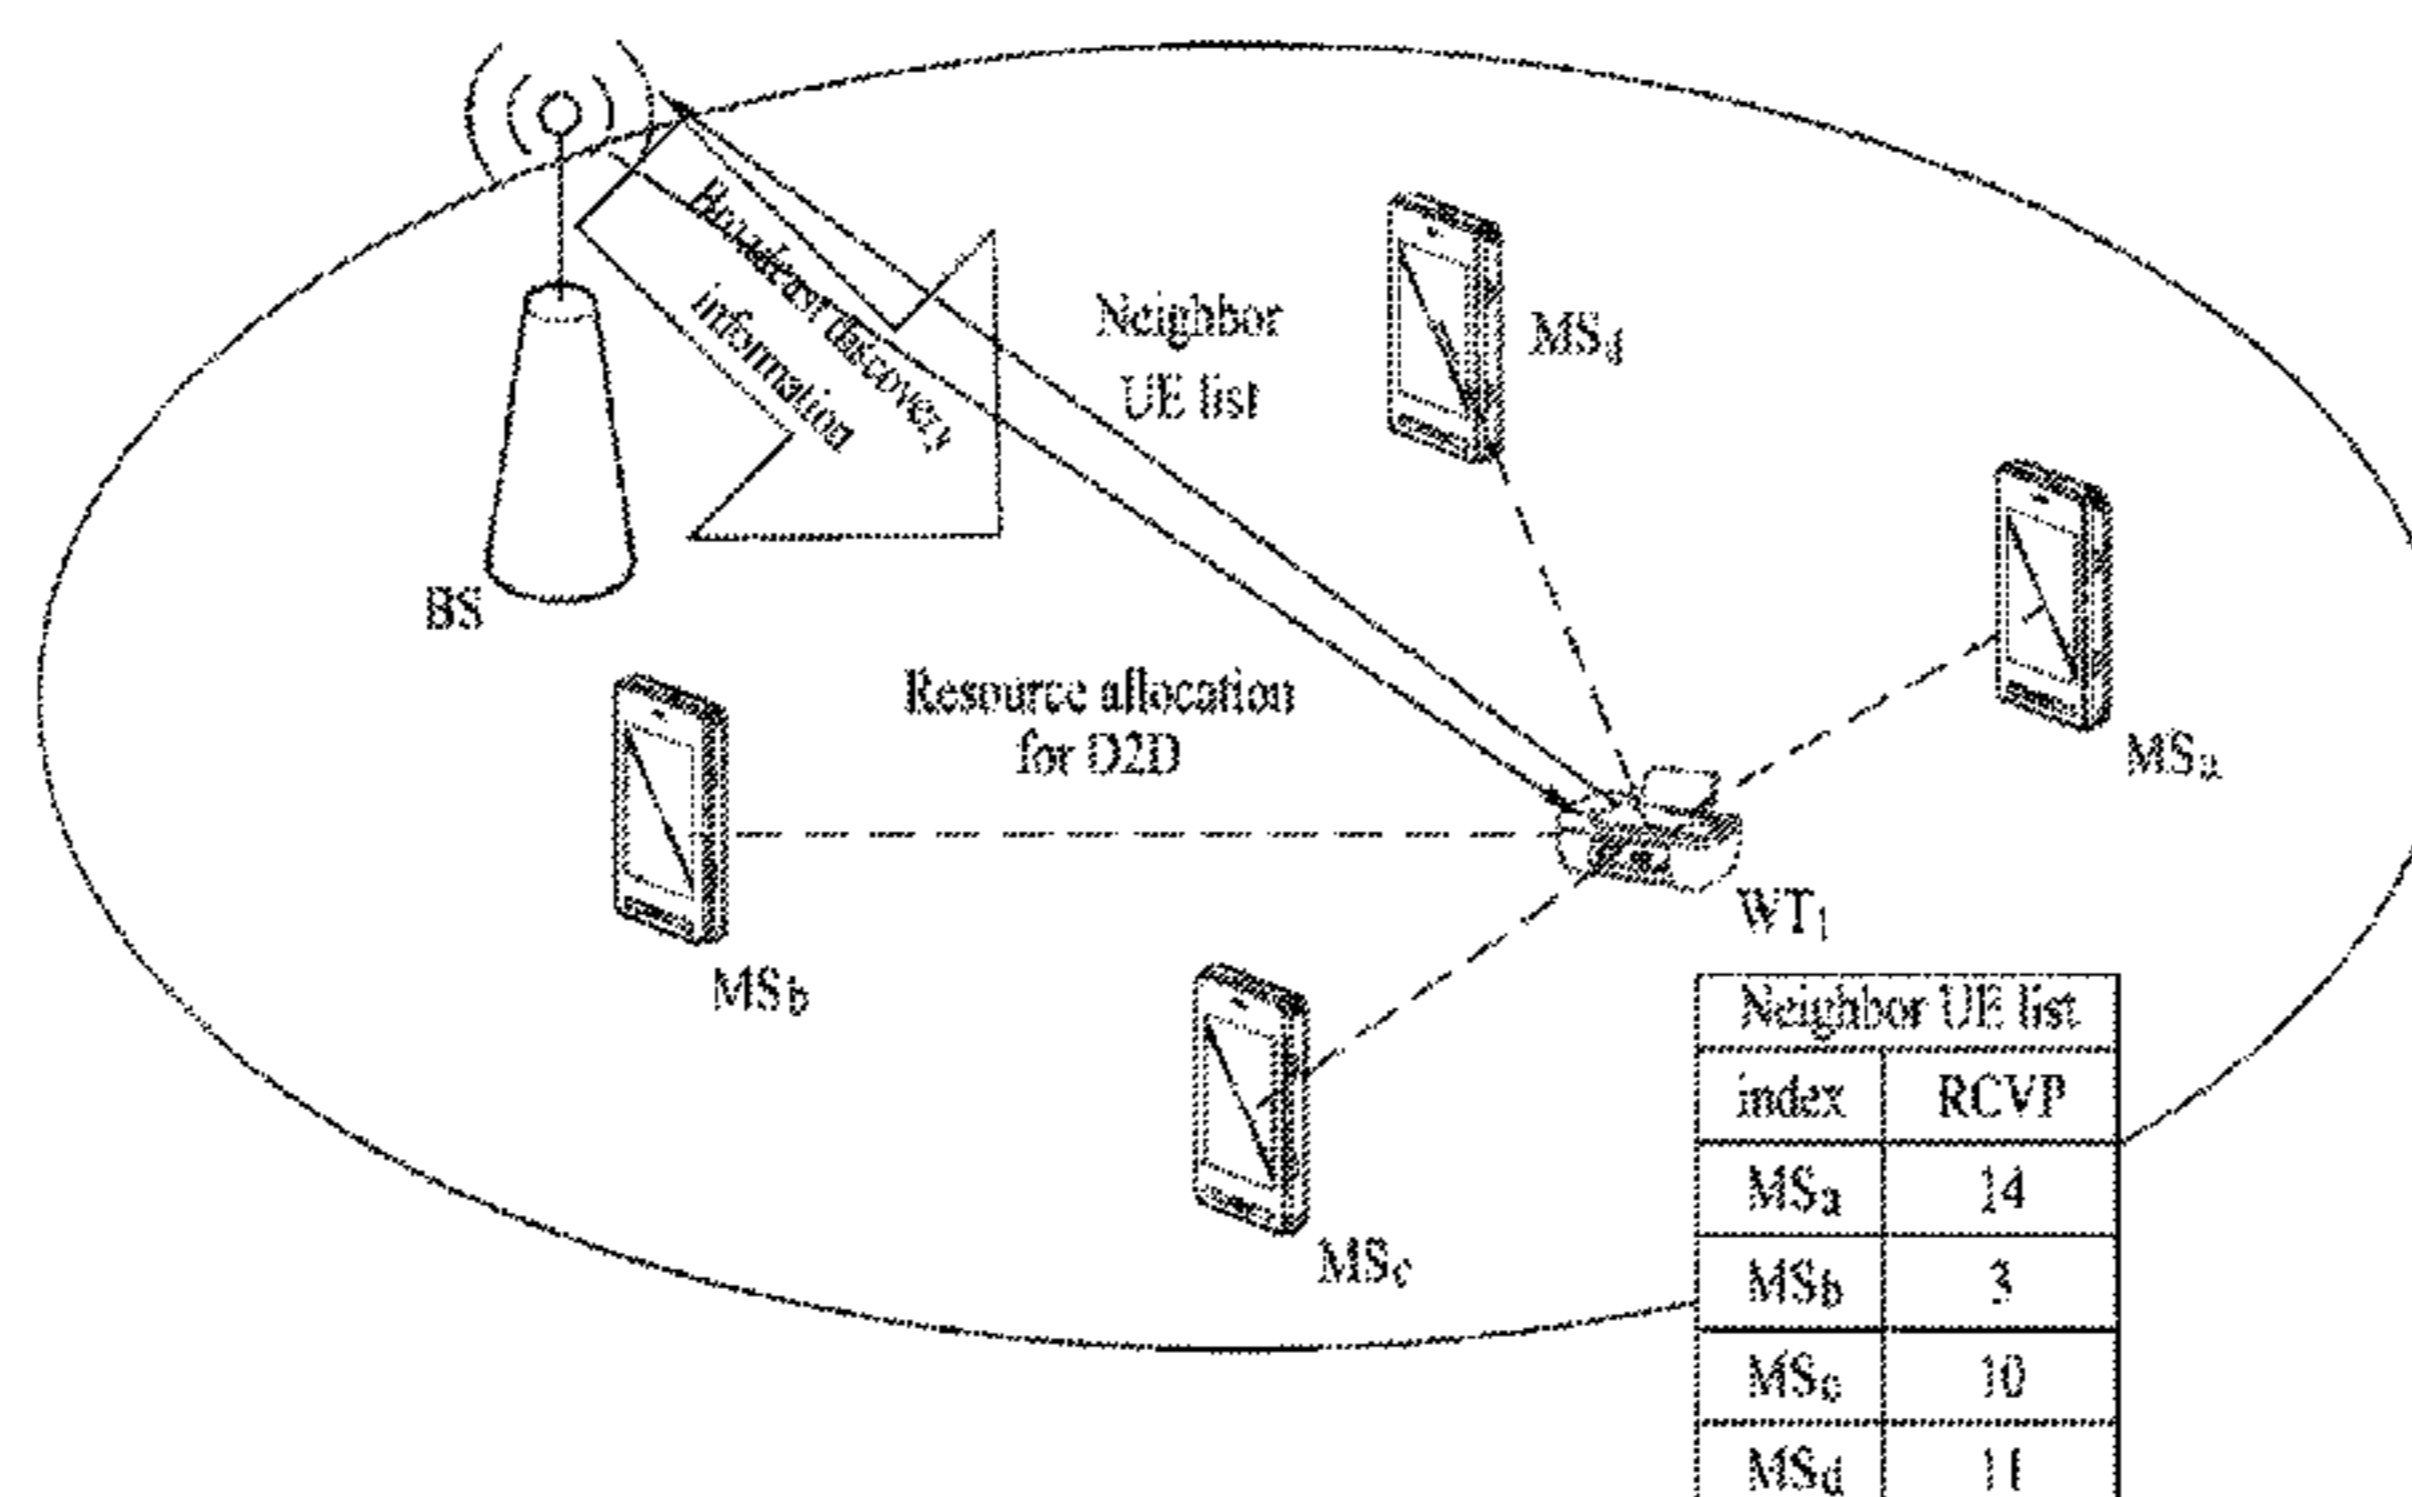 Broadcast discovery
information
Neighbor
UE list
MSd
MSa
BS
Resource allocation
for D2D
MSb
WT1
MSc
Neighbor UE list
index RCVP
MSa 14
MSb 3
MSc 10
MSd 11